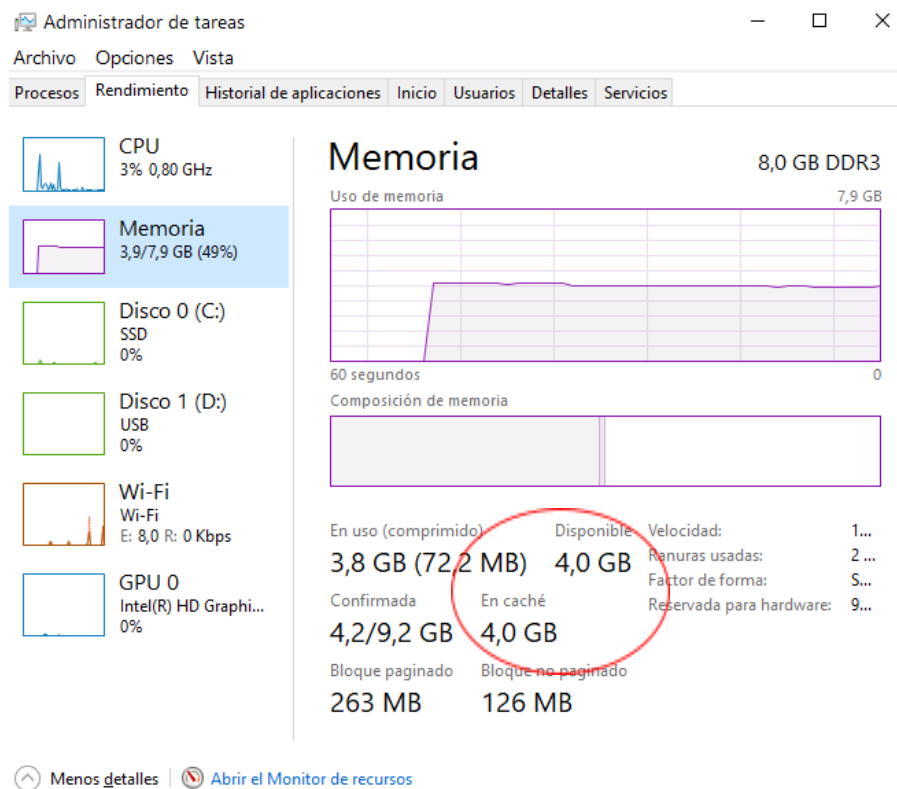 Administrador de tareas
Archivo Opciones Vista
Procesos Rendimiento Historial de aplicaciones Inicio Usuarios Detalles Servicios
CPU
3% 0,80 GHz
Memoria
3,9/7,9 GB (49%)
Disco 0 (C:)
SSD
0%
Disco 1 (D:)
USB
0%
Wi-Fi
Wi-Fi
E: 8,0 R: 0 Kbps
GPU 0
Intel(R) HD Graphi...
0%
Memoria 8,0 GB DDR3
Uso de memoria 7,9 GB
60 segundos 0
Composición de memoria
En uso (comprimido) Disponible
3,8 GB (72,2 MB) 4,0 GB
Confirmada En caché
4,2/9,2 GB 4,0 GB
Bloque paginado Bloque no paginado
263 MB 126 MB
Velocidad: 1...
Ranuras usadas: 2 ...
Factor de forma: S...
Reservada para hardware: 9...
Menos detalles Abrir el Monitor de recursos